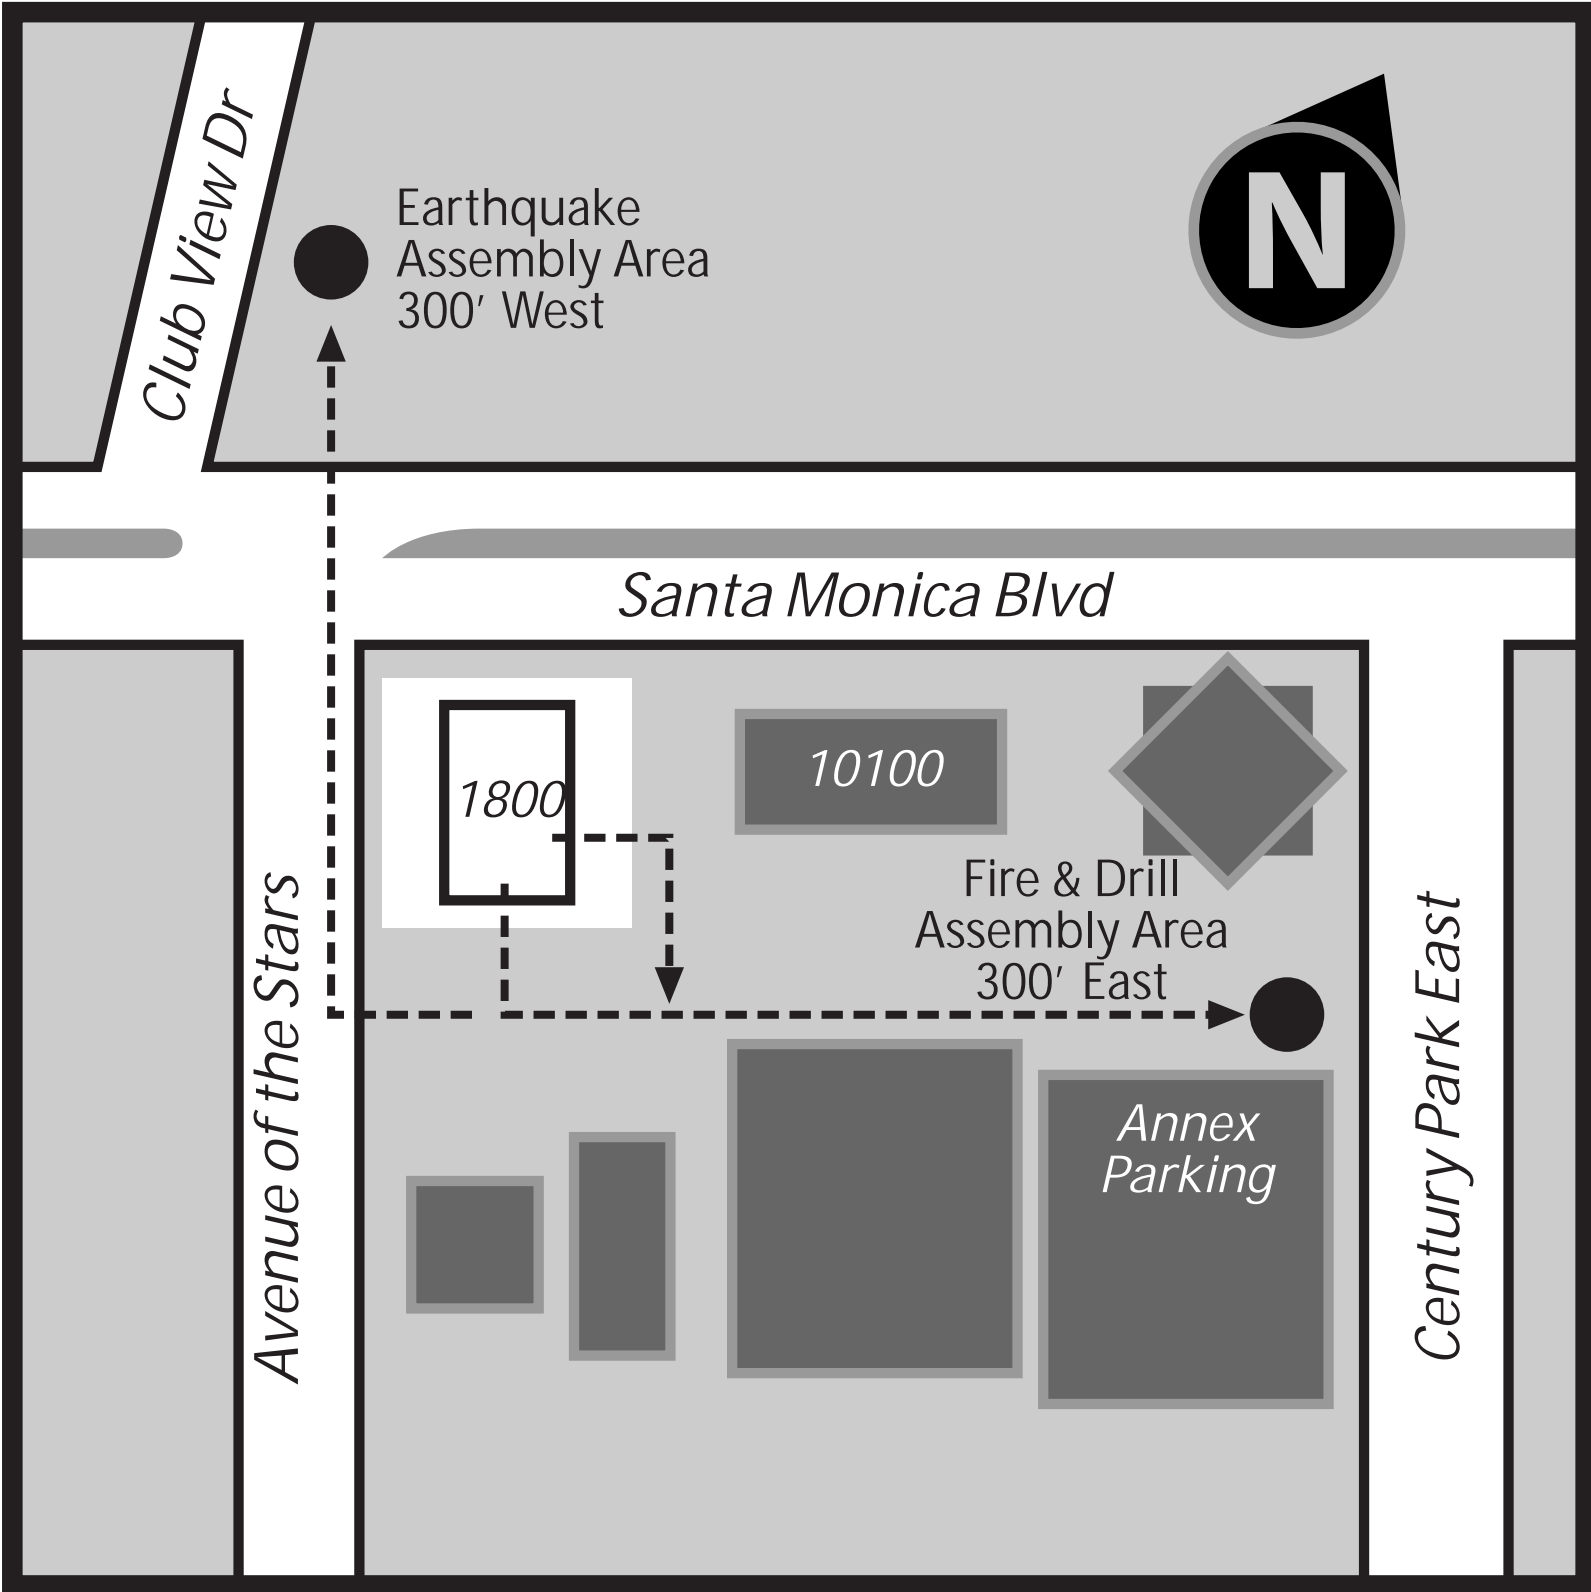 Club View Dr
Earthquake
Assembly Area
300' West
N
Santa Monica Blvd
1800
10100
Fire & Drill
Assembly Area
300' East
Avenue of the Stars
Century Park East
Annex
Parking